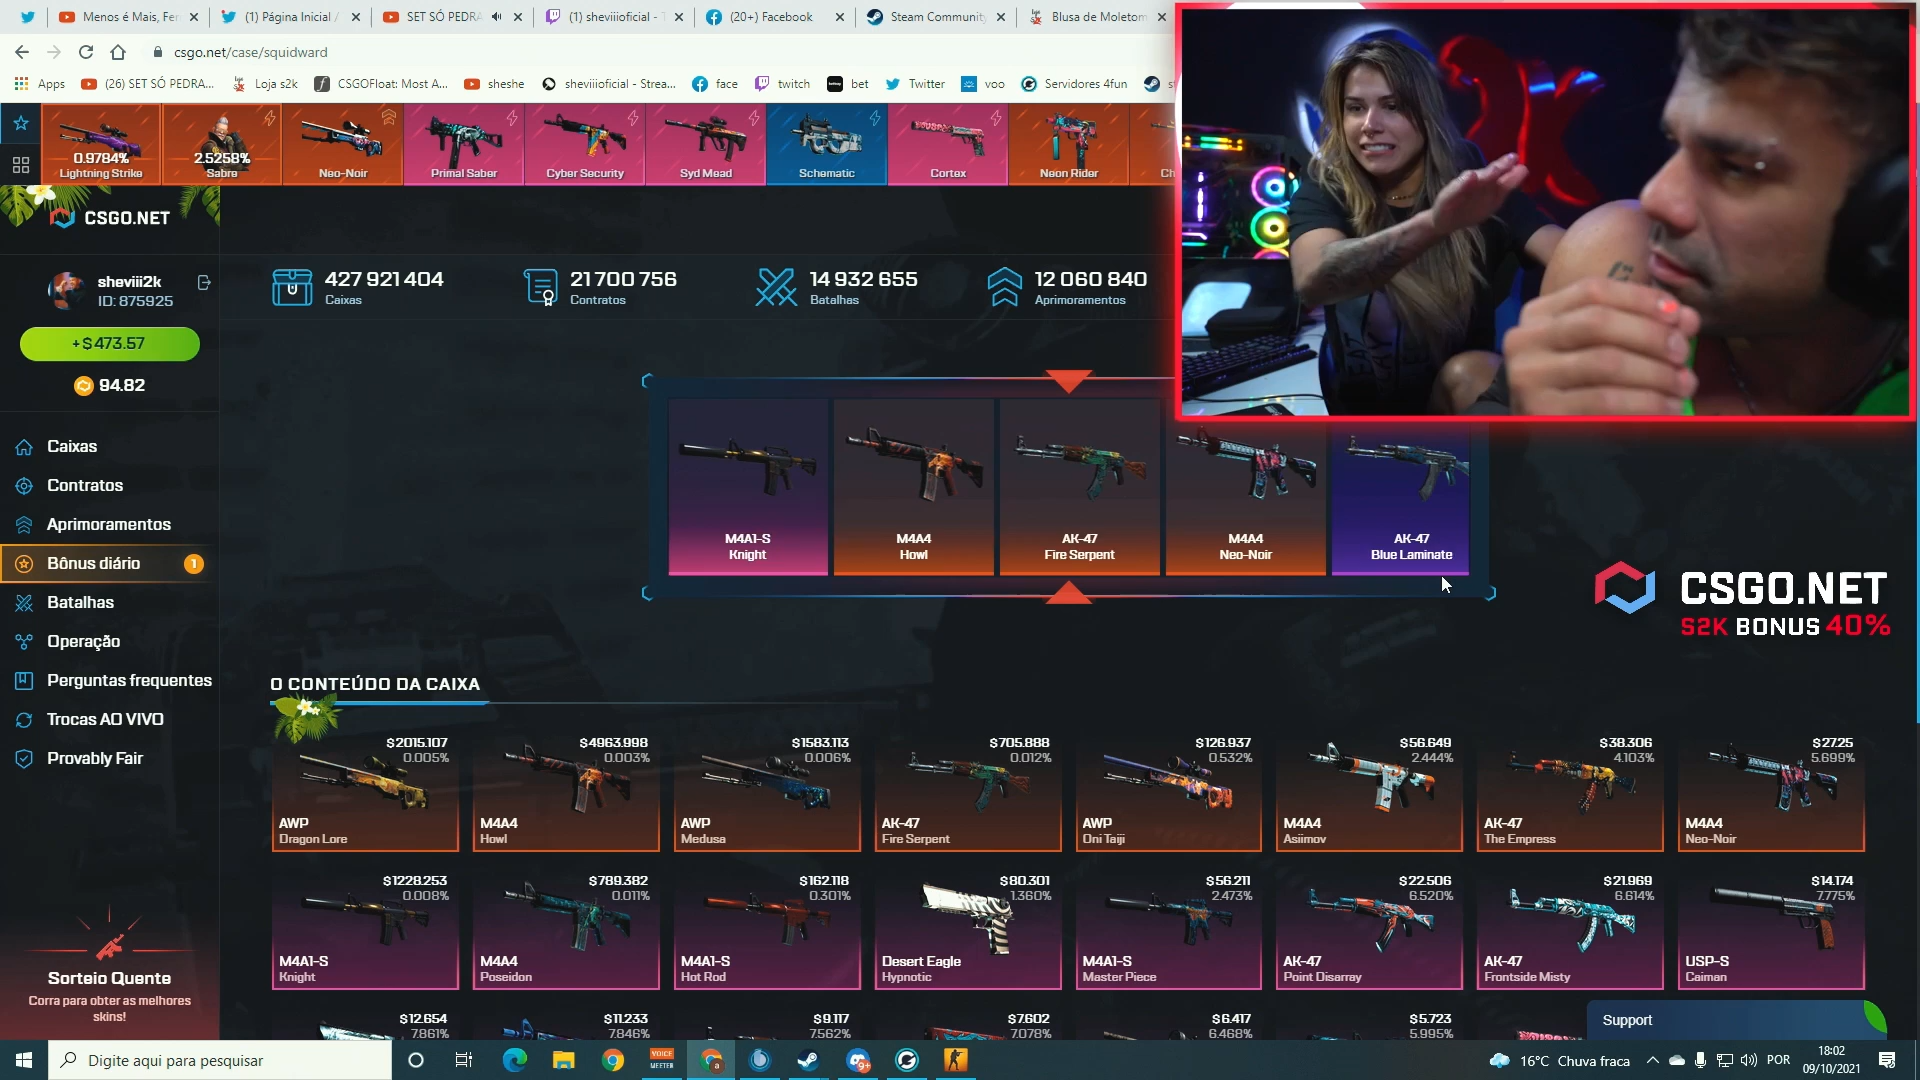 Menos é Mais, Fer
(1) Página Inicial /
SET SÓ PEDRA
(1) sheviiioficial - T
(20+) Facebook
Steam Community
Blusa de Moletom
csgo.net/case/squidward
Apps
(26) SET SÓ PEDRA...
Loja s2k
CSGOFloat: Most A...
sheshe
sheviiioficial - Strea...
face
twitch
bet
Twitter
voo
Servidores 4fun
0.9784%
Lightning Strike
2.5258%
Sabre
Neo-Noir
Primal Saber
Cyber Security
Syd Mead
Schematic
Cortex
Neon Rider
Ch
CSGO.NET
sheviii2k
ID: 875925
+$473.57
94.82
427 921 404
Caixas
21 700 756
Contratos
14 932 655
Batalhas
12 060 840
Aprimoramentos
Caixas
Contratos
Aprimoramentos
Bônus diário
1
Batalhas
Operação
Perguntas frequentes
Trocas AO VIVO
Provably Fair
M4A1-S
Knight
M4A4
Howl
AK-47
Fire Serpent
M4A4
Neo-Noir
AK-47
Blue Laminate
CSGO.NET
S2K BONUS 40%
O CONTEÚDO DA CAIXA
$2015.107
0.005%
AWP
Dragon Lore
$4963.998
0.003%
M4A4
Howl
$1583.113
0.006%
AWP
Medusa
$705.888
0.012%
AK-47
Fire Serpent
$126.937
0.532%
AWP
Oni Taiji
$56.649
2.444%
M4A4
Asiimov
$38.306
4.103%
AK-47
The Empress
$27.25
5.699%
M4A4
Neo-Noir
$1228.253
0.008%
M4A1-S
Knight
$789.382
0.011%
M4A4
Poseidon
$162.118
0.301%
M4A1-S
Hot Rod
$80.301
1.360%
Desert Eagle
Hypnotic
$56.211
2.473%
M4A1-S
Master Piece
$22.506
6.520%
AK-47
Point Disarray
$21.969
6.614%
AK-47
Frontside Misty
$14.174
7.775%
USP-S
Caiman
$12.654
7.861%
$11.233
7.846%
$9.117
7.562%
$7.602
7.078%
$6.417
6.468%
$5.723
5.995%
Sorteio Quente
Corra para obter as melhores
skins!
Support
Digite aqui para pesquisar
VOICE
MEETER
9+
16°C Chuva fraca
POR
18:02
09/10/2021